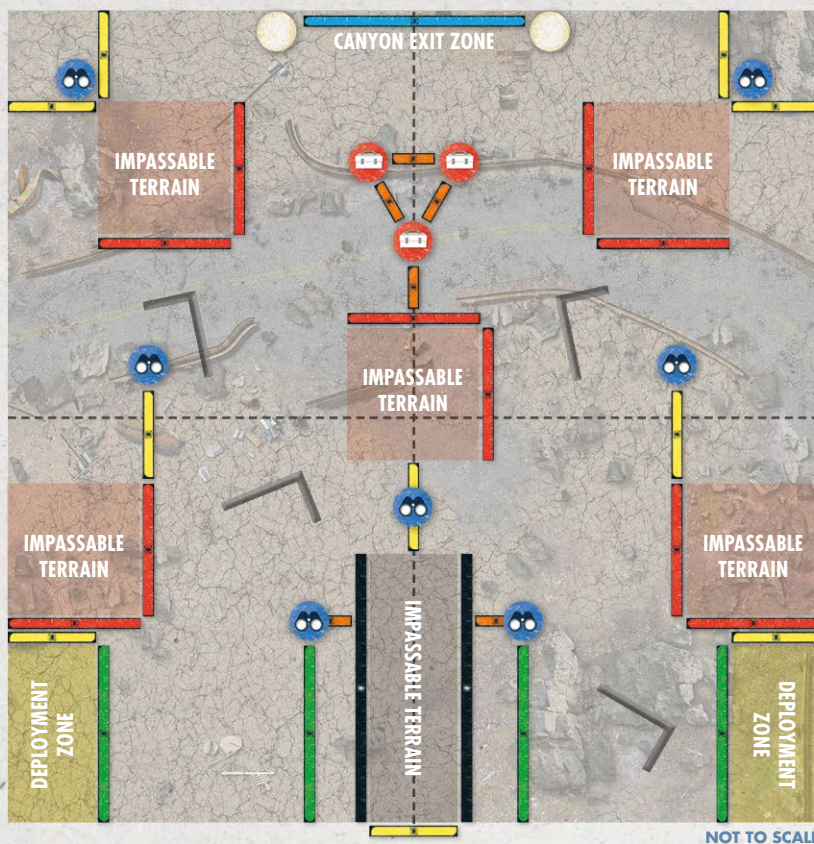 CANYON EXIT ZONE
IMPASSABLE
TERRAIN
IMPASSABLE
TERRAIN
IMPASSABLE
TERRAIN
IMPASSABLE
TERRAIN
IMPASSABLE
TERRAIN
IMPASSABLE TERRAIN
DEPLOYMENT
ZONE
DEPLOYMENT
ZONE
NOT TO SCALE